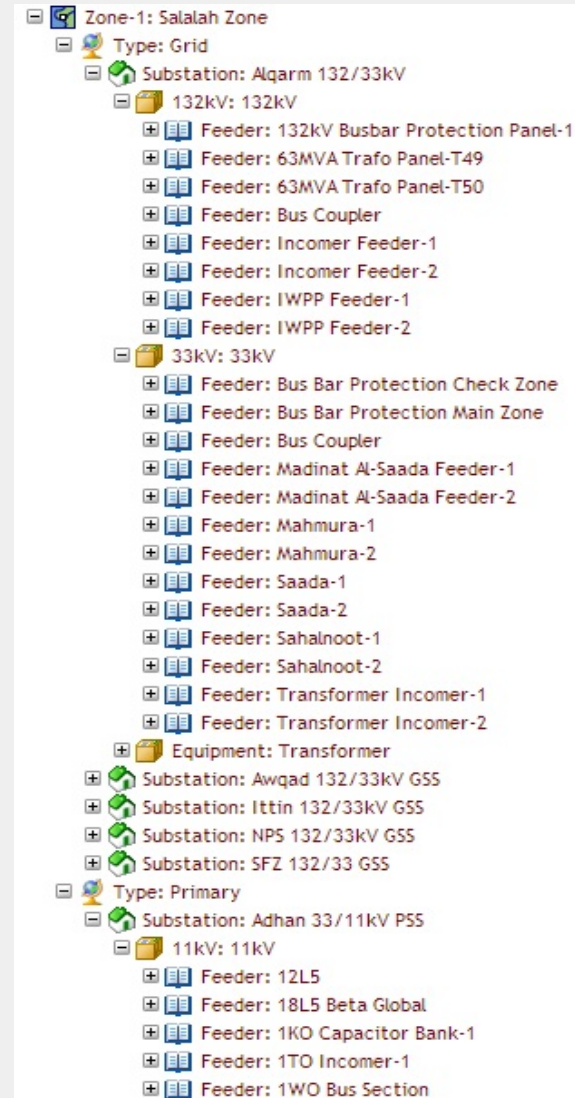 Zone-1: Salalah Zone
Type: Grid
Substation: Alqarm 132/33kV
132kV: 132kV
Feeder: 132kV Busbar Protection Panel-1
Feeder: 63MVA Trafo Panel-T49
Feeder: 63MVA Trafo Panel-T50
Feeder: Bus Coupler
Feeder: Incomer Feeder-1
Feeder: Incomer Feeder-2
Feeder: IWPP Feeder-1
Feeder: IWPP Feeder-2
33kV: 33kV
Feeder: Bus Bar Protection Check Zone
Feeder: Bus Bar Protection Main Zone
Feeder: Bus Coupler
Feeder: Madinat Al-Saada Feeder-1
Feeder: Madinat Al-Saada Feeder-2
Feeder: Mahmura-1
Feeder: Mahmura-2
Feeder: Saada-1
Feeder: Saada-2
Feeder: Sahalnoot-1
Feeder: Sahalnoot-2
Feeder: Transformer Incomer-1
Feeder: Transformer Incomer-2
Equipment: Transformer
Substation: Awqad 132/33kV GSS
Substation: Ittin 132/33kV GSS
Substation: NPS 132/33kV GSS
Substation: SFZ 132/33 GSS
Type: Primary
Substation: Adhan 33/11kV PSS
11kV: 11kV
Feeder: 12L5
Feeder: 18L5 Beta Global
Feeder: 1KO Capacitor Bank-1
Feeder: 1TO Incomer-1
Feeder: 1WO Bus Section